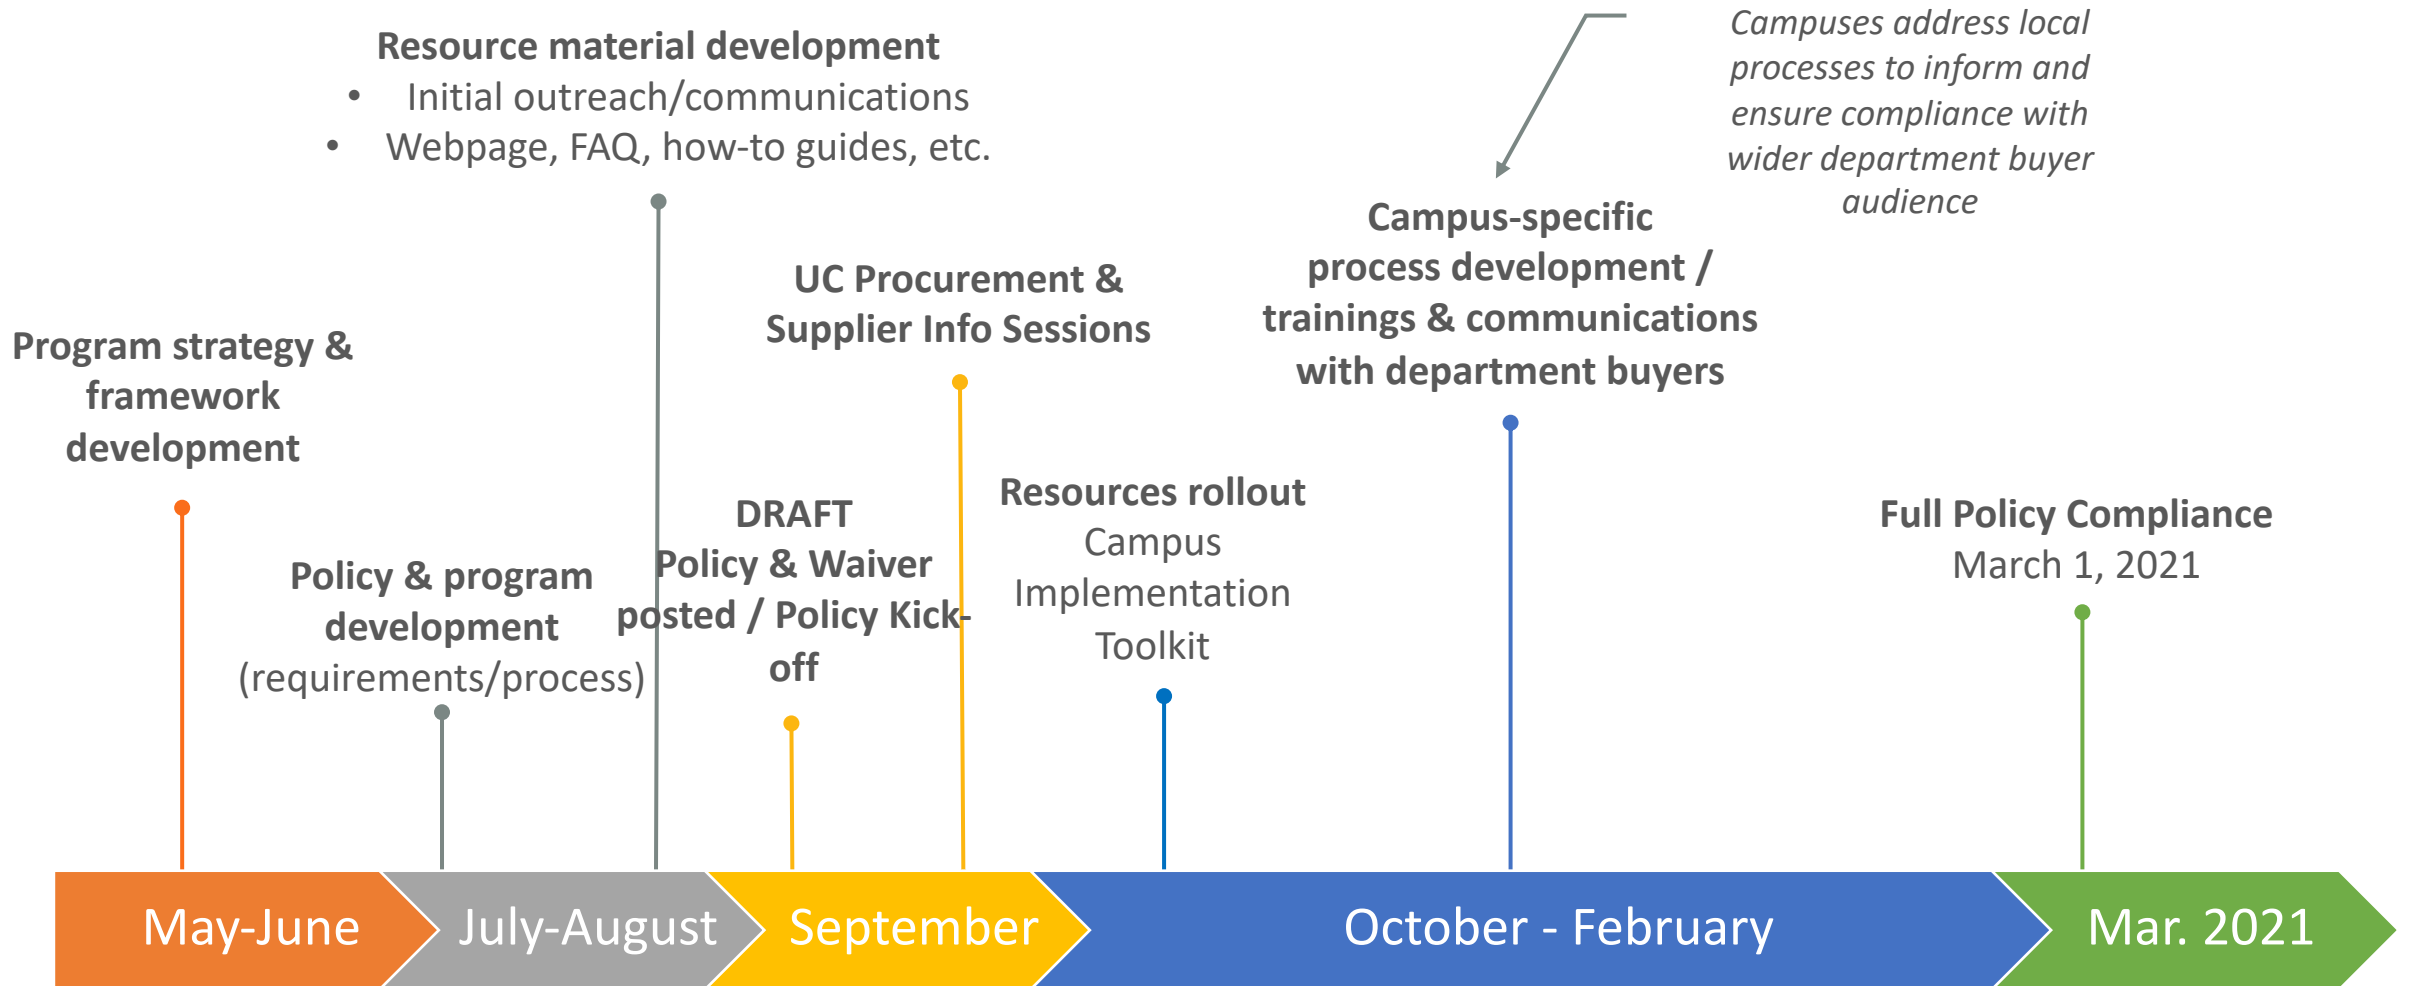 Resource material development
• Initial outreach/communications
• Webpage, FAQ, how-to guides, etc.
Campuses address local
processes to inform and
ensure compliance with
wider department buyer
audience
Program strategy &
framework
development
Policy & program
development
(requirements/process)
DRAFT
Policy & Waiver
posted / Policy Kick-
off
UC Procurement &
Supplier Info Sessions
Resources rollout
Campus
Implementation
Toolkit
Campus-specific
process development /
trainings & communications
with department buyers
Full Policy Compliance
March 1, 2021
May-June
July-August
September
October - February
Mar. 2021